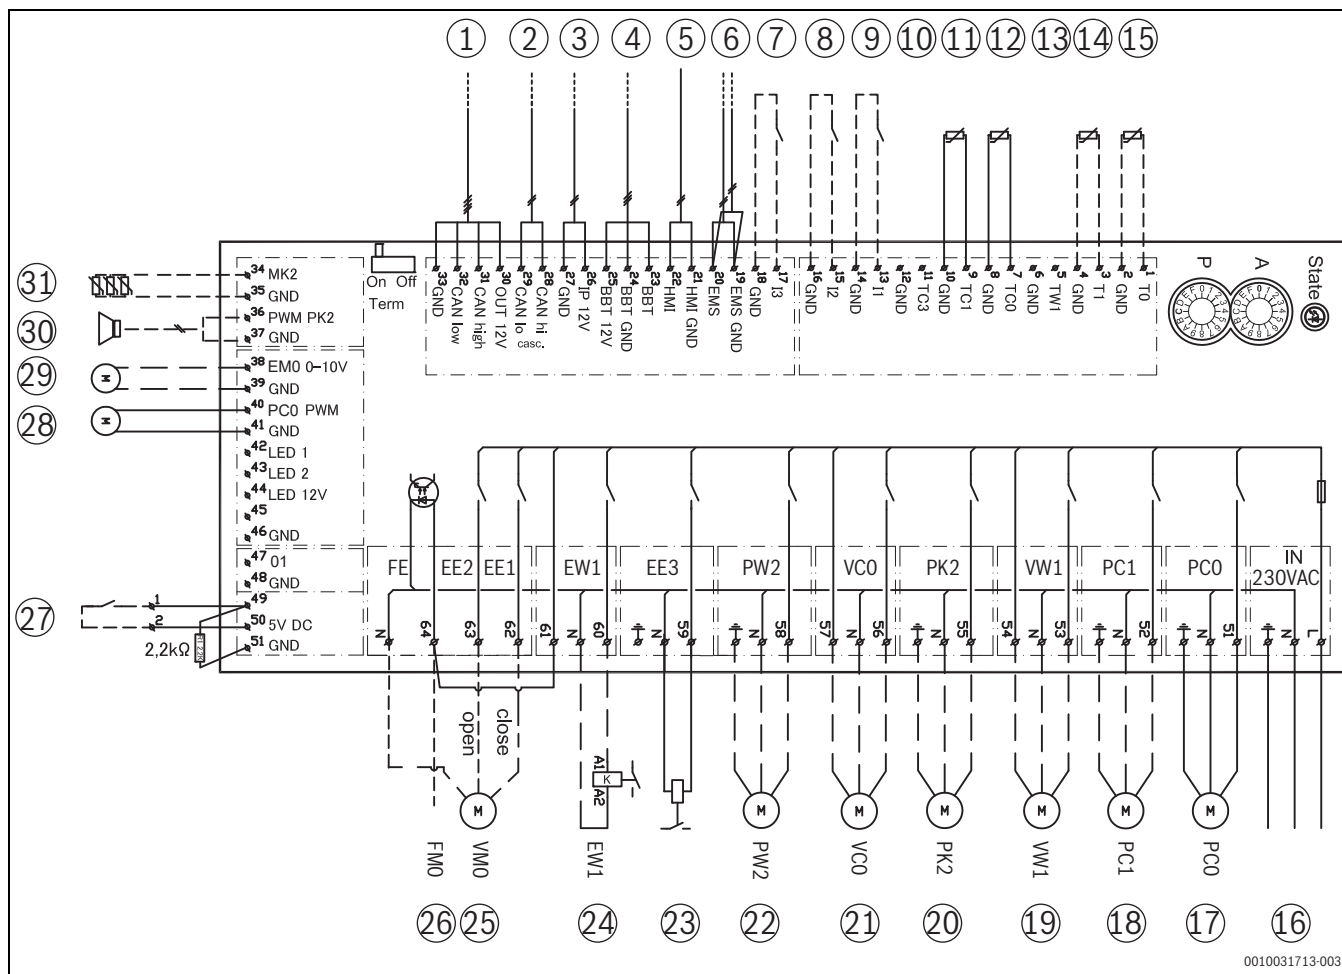 1 2 3 4 5 6 7 8 9 10 11 12 13 14 15
31 30 29 28 27
34 MK2
35 GND
36 PWM PK2
37 GND
38 EM0 0-10V
39 GND
40 PC0 PWM
41 GND
42 LED 1
43 LED 2
44 LED 12V
45
46 GND
47 01
48 GND
49
50 5V DC
51 GND
1
2
2,2kΩ
R1 2.2K
On Off
Term
33 GND
32 CAN low
31 CAN high
30 OUT 12V
29 CAN lo
28 CAN hi
casc.
27 GND
26 IP 12V
25 BBT 12V
24 BBT GND
23 BBT
22 HMI
21 HMI GND
20 EMS
19 EMS GND
18 GND
17 I3
16 GND
15 I2
14 GND
13 I1
12 GND
11 TC3
10 GND
9 TC1
8 GND
7 TC0
6 GND
5 TW1
4 GND
3 T1
2 GND
1 T0
P
A
State
FE EE2 EE1 EW1 EE3 PW2 VC0 PK2 VW1 PC1 PC0 IN
230VAC
N 64 63 62 61 N 60 N 59 N 58 57 N 56 N 55 54 N 53 N 52 N 51 N L
open
close
A1
K
A2
M M M M M M M
M
M
FM0 VM0 EW1 PW2 VC0 PK2 VW1 PC1 PC0
26 25 24 23 22 21 20 19 18 17 16
0010031713-003